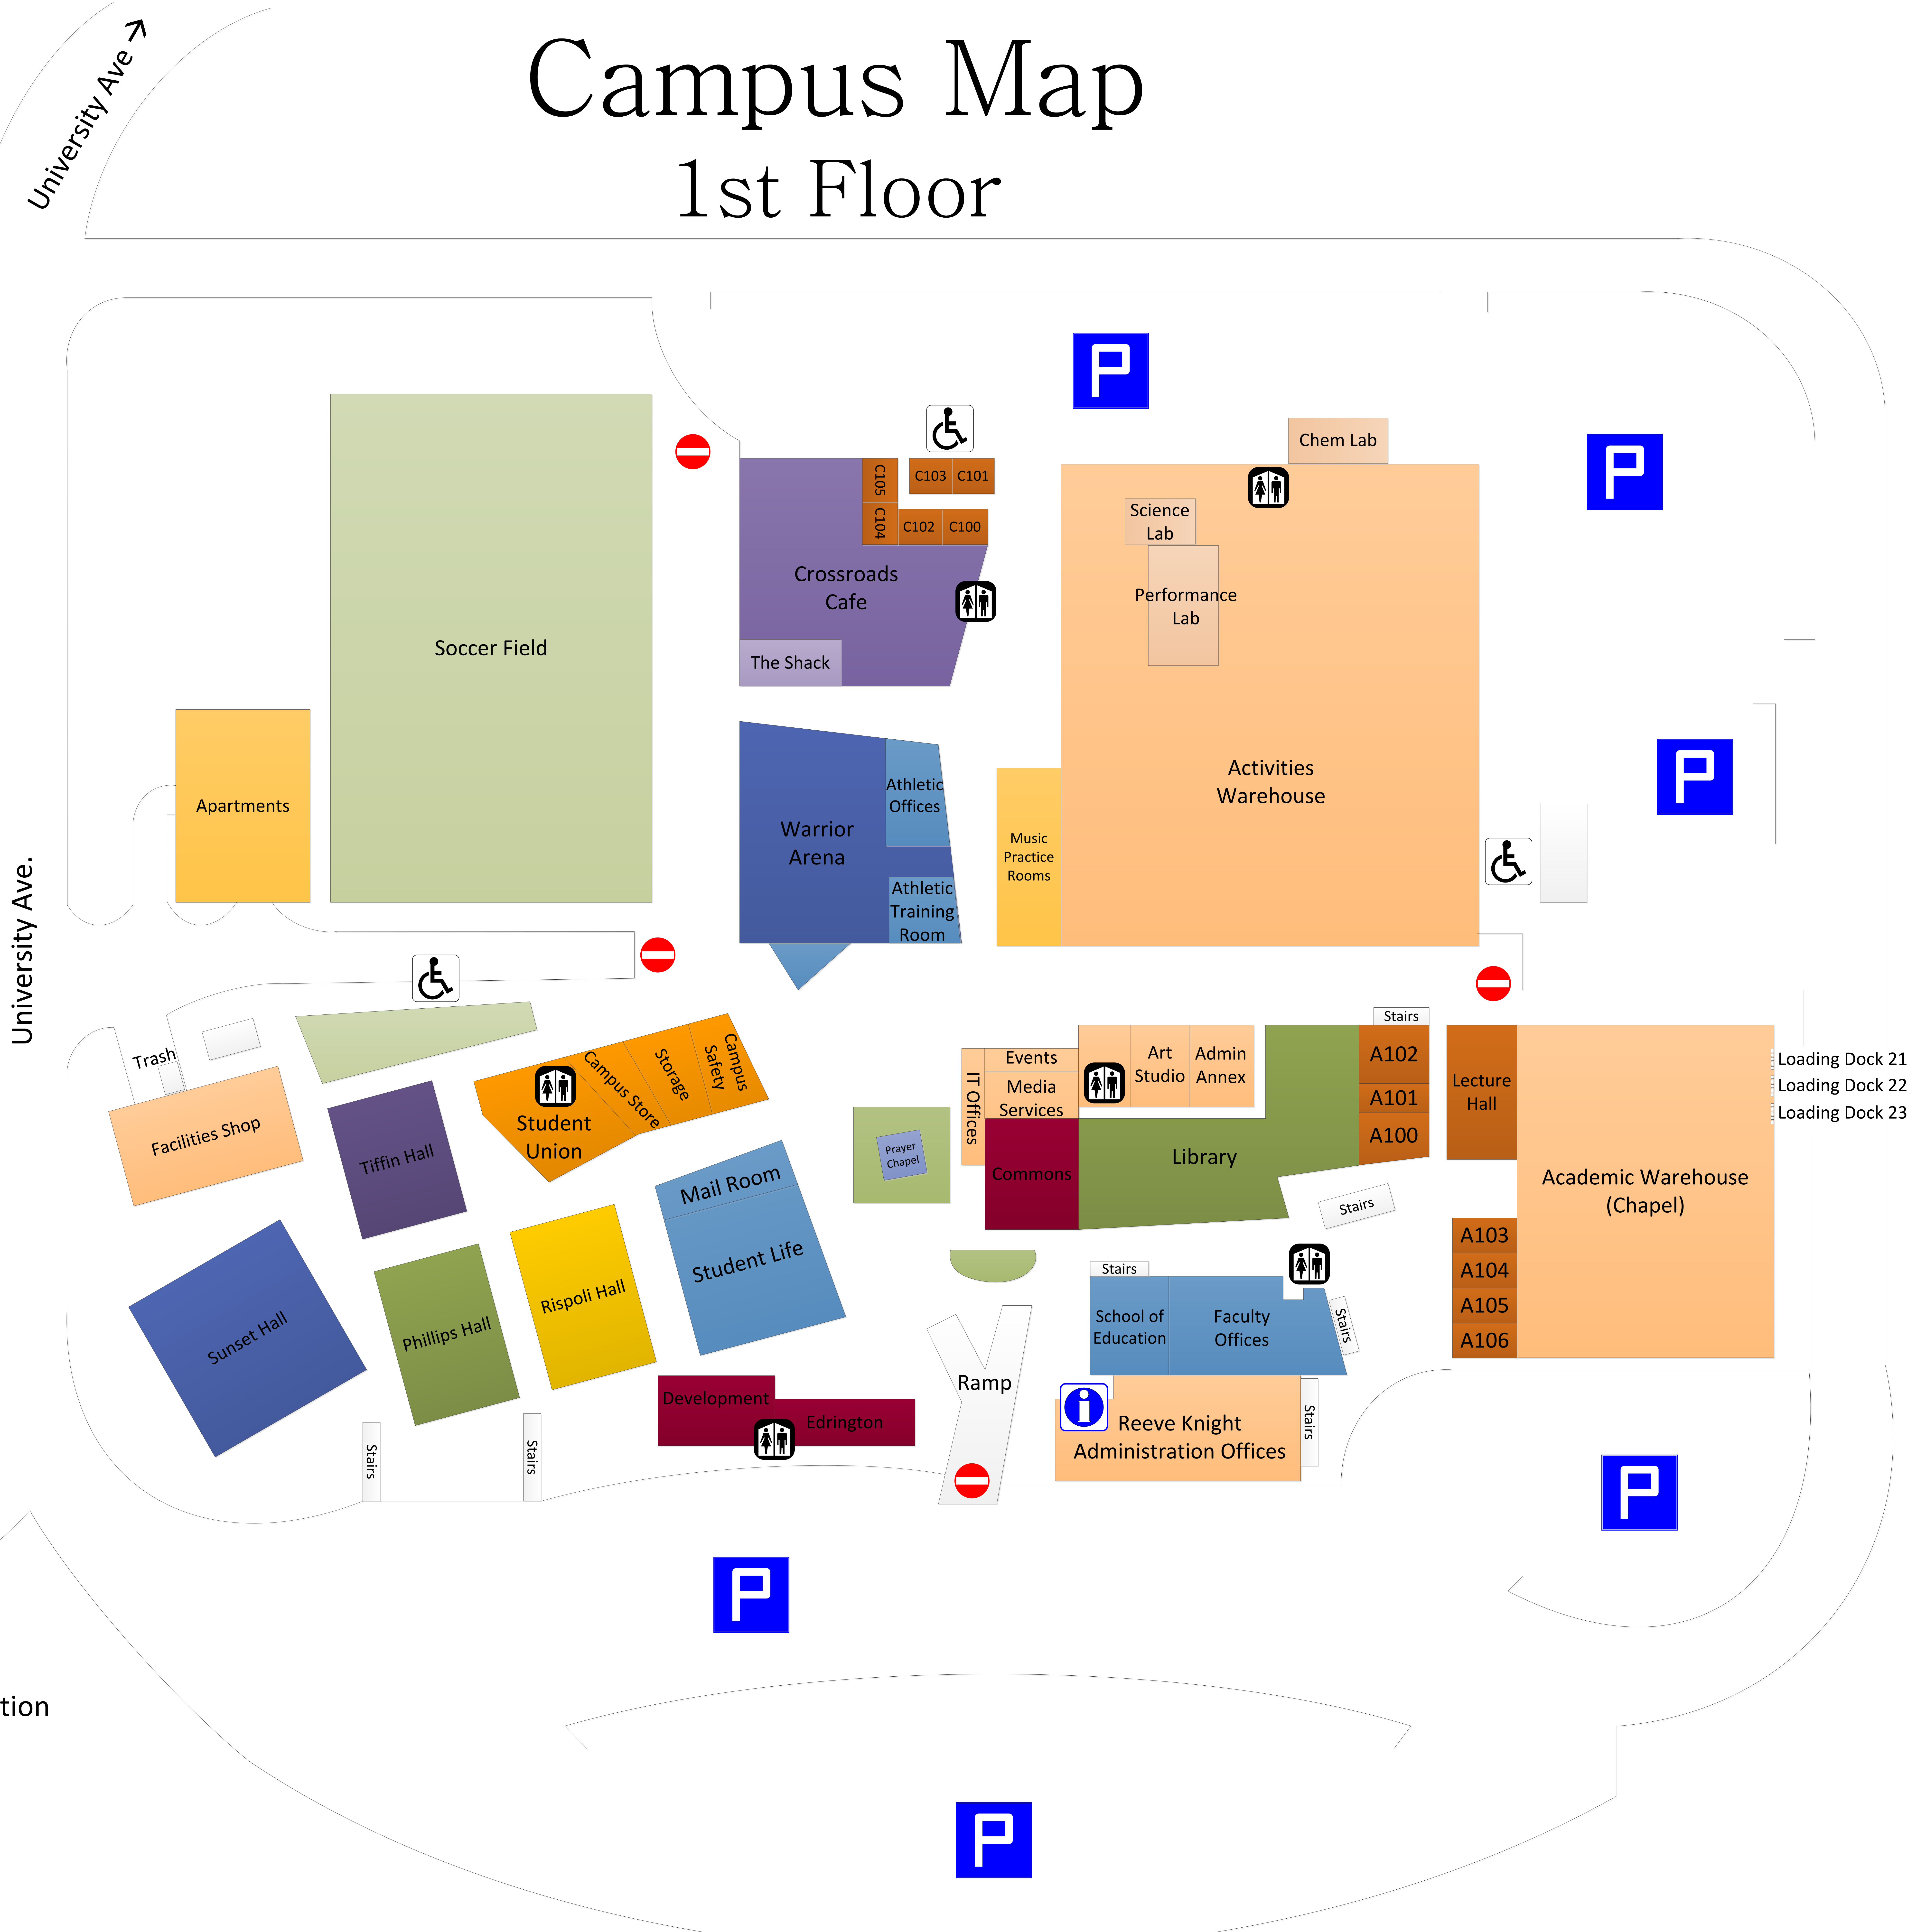 Campus Map
1st Floor
University Ave →
University Ave.
P
P
P
P
P
P
Chem Lab
C105
C103
C101
C104
C102
C100
Science
Lab
Crossroads
Cafe
Performance
Lab
Soccer Field
The Shack
Activities
Warehouse
Apartments
Athletic
Offices
Warrior
Arena
Music
Practice
Rooms
Athletic
Training
Room
Stairs
Trash
Facilities Shop
Tiffin Hall
Student
Union
Campus Store
Storage
Campus
Safety
IT Offices
Events
Media
Services
Art
Studio
Admin
Annex
A102
A101
A100
Lecture
Hall
Loading Dock 21
Loading Dock 22
Loading Dock 23
Prayer
Chapel
Commons
Library
Academic Warehouse
(Chapel)
Mail Room
Student Life
Stairs
A103
A104
A105
A106
Sunset Hall
Phillips Hall
Rispoli Hall
Stairs
School of
Education
Faculty
Offices
Stairs
Development
Edrington
Ramp
i
Reeve Knight
Administration Offices
Stairs
Stairs
Stairs
tion